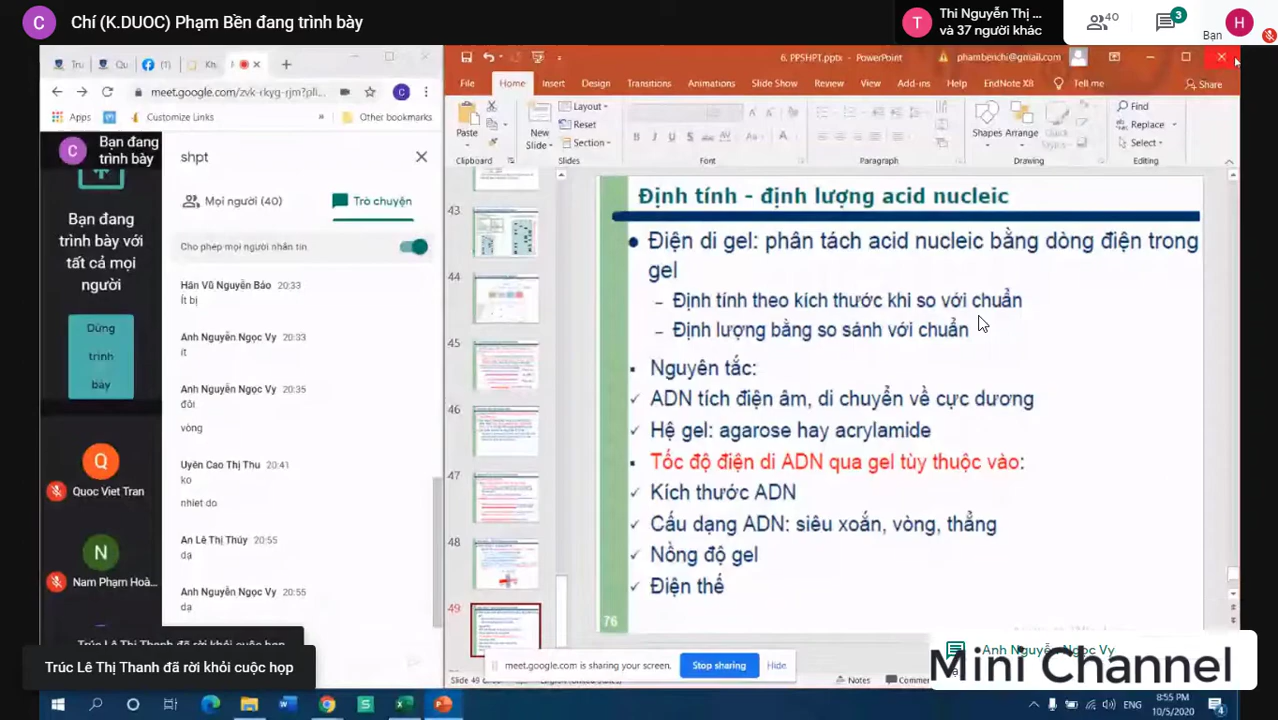 Chí (K.DUOC) Phạm Bền đang trình bày
Thi Nguyễn Thị ...
và 37 người khác
40
3
Bạn
H
C
T
Tru
Qu
(1)
Kh
meet.google.com/zvk-rkyg-rjm?pli...
Apps
Customize Links
»
Other bookmarks
C
Bạn đang
trình bày
shpt
Mọi người (40)
Trò chuyện
Cho phép mọi người nhắn tin
Bạn đang
trình bày với
tất cả mọi
người
Dừng
trình
bày
Hân Vũ Nguyễn Bảo 20:33
Ít bị
Anh Nguyễn Ngọc Vy 20:33
ít
Anh Nguyễn Ngọc Vy 20:35
đôi
vòng
Uyên Cao Thị Thu 20:41
ko
nhiet do
An Lê Thị Thúy 20:55
dạ
Anh Nguyễn Ngọc Vy 20:55
dạ
Q
Quoc Viet Tran
N
Nam Phạm Hoà...
Trúc Lê Thị Thanh đã rời khỏi cuộc họp
6. PPSHPT.pptx - PowerPoint
phambenchi@gmail.com
File
Home
Insert
Design
Transitions
Animations
Slide Show
Review
View
Add-ins
EndNote X8
Tell me
Share
Paste
Clipboard
New
Slide
Layout
Reset
Section
Slides
Font
Paragraph
Shapes
Arrange
Quick
Styles
Drawing
Find
Replace
Select
Editing
43
44
45
46
47
48
49
Định tính - định lượng acid nucleic
Điện di gel: phân tách acid nucleic bằng dòng điện trong
gel
– Định tính theo kích thước khi so với chuẩn
– Định lượng bằng so sánh với chuẩn
Nguyên tắc:
ADN tích điện âm, di chuyển về cực dương
Hệ gel: agarose hay acrylamide
Tốc độ điện di ADN qua gel tùy thuộc vào:
Kích thước ADN
Cấu dạng ADN: siêu xoắn, vòng, thẳng
Nồng độ gel
Điện thế
76
meet.google.com is sharing your screen.
Stop sharing
Hide
Notes
Anh Nguyễn Ngọc Vy
Mini Channel
ENG
8:55 PM
10/5/2020
4